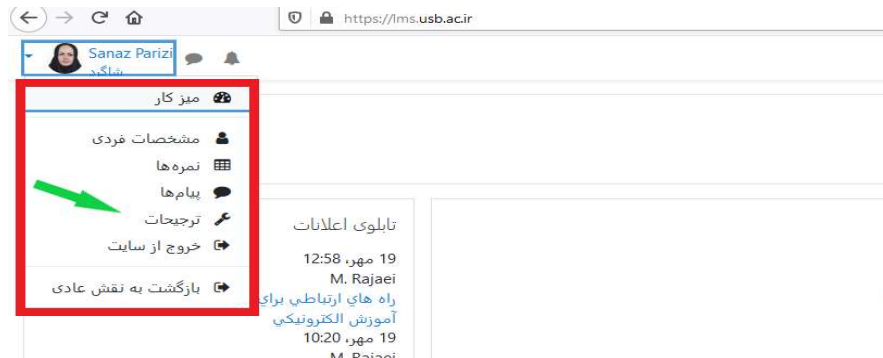 https://lms.usb.ac.ir
Sanaz Parizi
شاگرد
میز کار
مشخصات فردی
نمره‌ها
پیام‌ها
ترجیحات
خروج از سایت
بازگشت به نقش عادی
تابلوی اعلانات
19 مهر، 12:58
M. Rajaei
راه هاي ارتباطي براي
آموزش الکترونيکي
19 مهر، 10:20
M. Rajaei